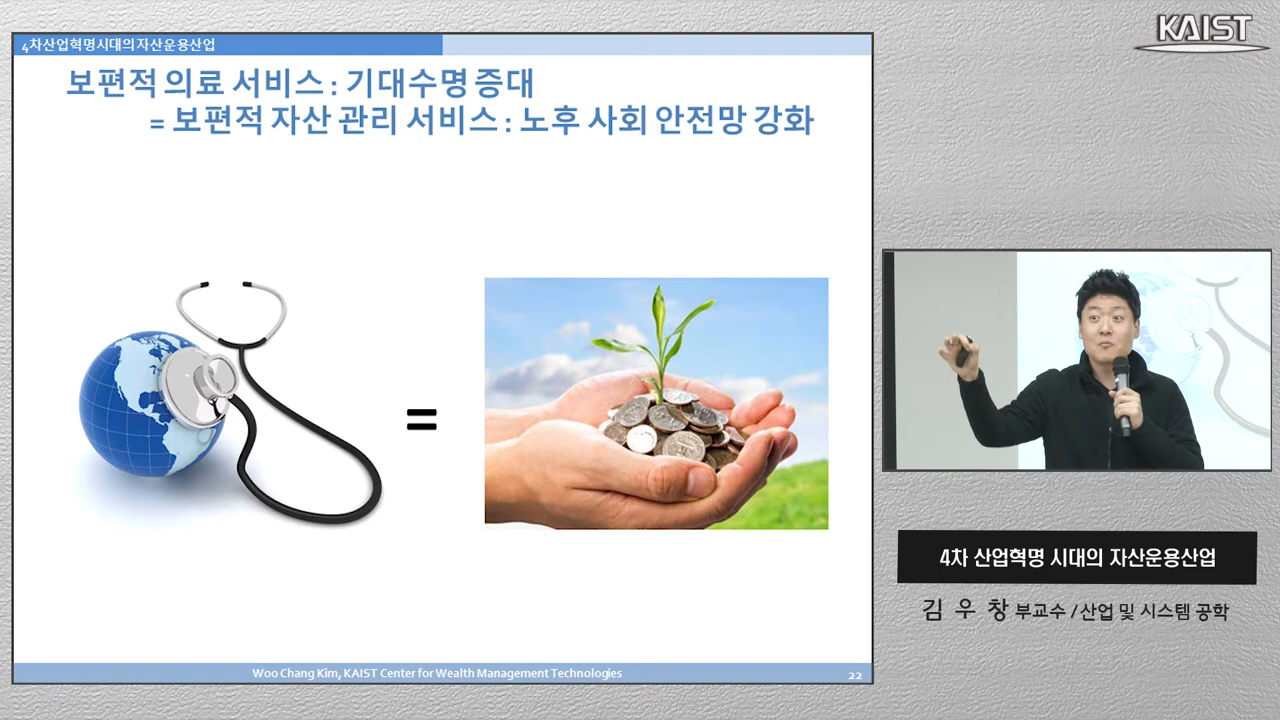 4차산업혁명시대의자산운용산업
보편적 의료 서비스 : 기대수명 증대
= 보편적 자산 관리 서비스 : 노후 사회 안전망 강화
=
Woo Chang Kim, KAIST Center for Wealth Management Technologies
22
KAIST
4차 산업혁명 시대의 자산운용산업
김 우 창 부교수 / 산업 및 시스템 공학